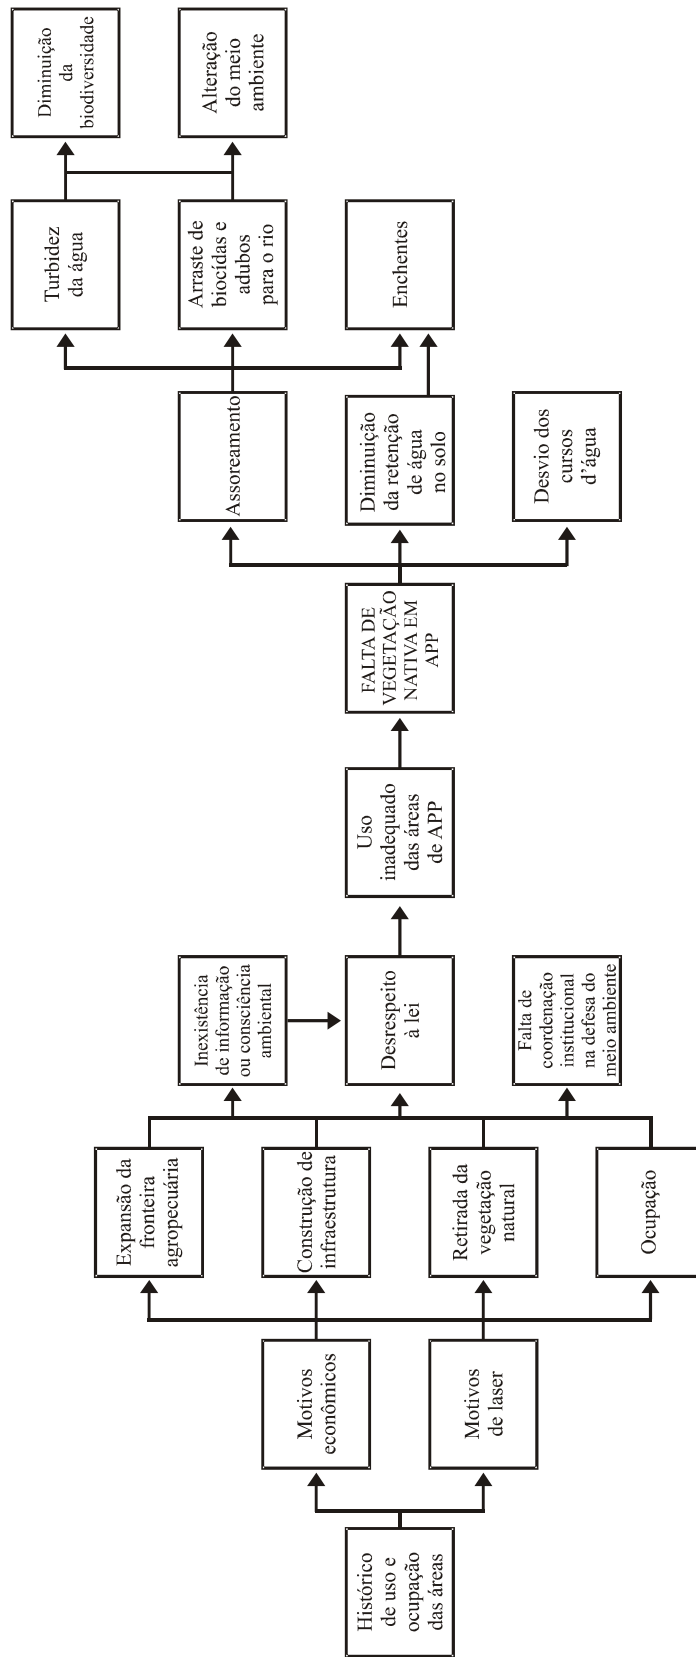 Histórico
de uso e
ocupação
das áreas
Motivos
econômicos
Motivos
de laser
Expansão da
fronteira
agropecuária
Construção de
infraestrutura
Retirada da
vegetação
natural
Ocupação
Inexistência
de informação
ou consciência
ambiental
Desrespeito
à lei
Falta de
coordenação
institucional
na defesa do
meio ambiente
Uso
inadequado
das áreas
de APP
FALTA DE
VEGETAÇÃO
NATIVA EM
APP
Assoreamento
Diminuição
da retenção
de água
no solo
Desvio dos
cursos
d'água
Turbidez
da água
Arraste de
biocídas e
adubos
para o rio
Enchentes
Diminuição
da
biodiversidade
Alteração
do meio
ambiente